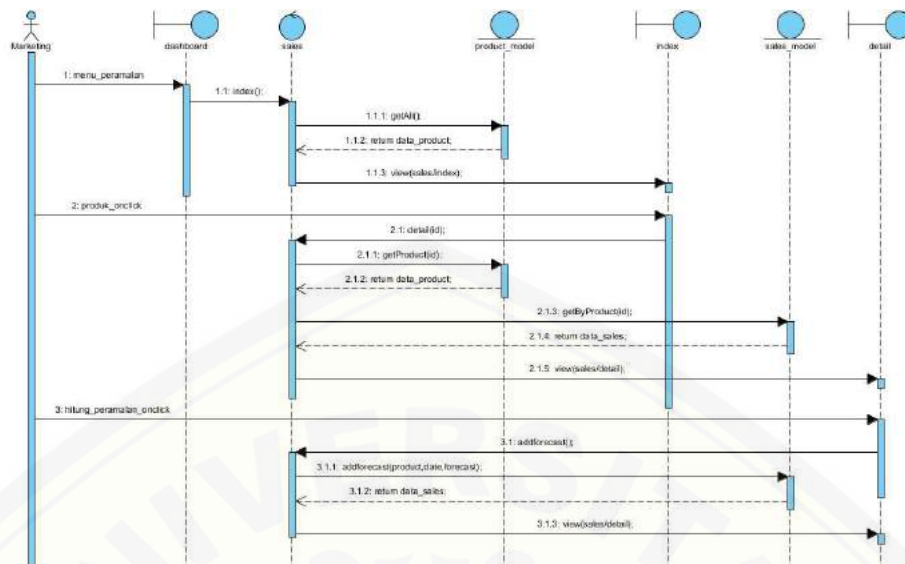 Marketing
dashboard
sales
product_model
index
sales_model
detail
1: menu_peramalan
1.1: index();
1.1.1: getAll();
1.1.2: return data_product;
1.1.3: view(sales/index);
2: produk_onclick
2.1: detail(id);
2.1.1: getProduct(id);
2.1.2: return data_product;
2.1.3: getByProduct(id);
2.1.4: return data_sales;
2.1.5: view(sales/detail);
3: hitung_peramalan_onclick
3.1: addforecast();
3.1.1: addforecast(product,date,forecast);
3.1.2: return data_sales;
3.1.3: view(sales/detail);
UNIVERSITA